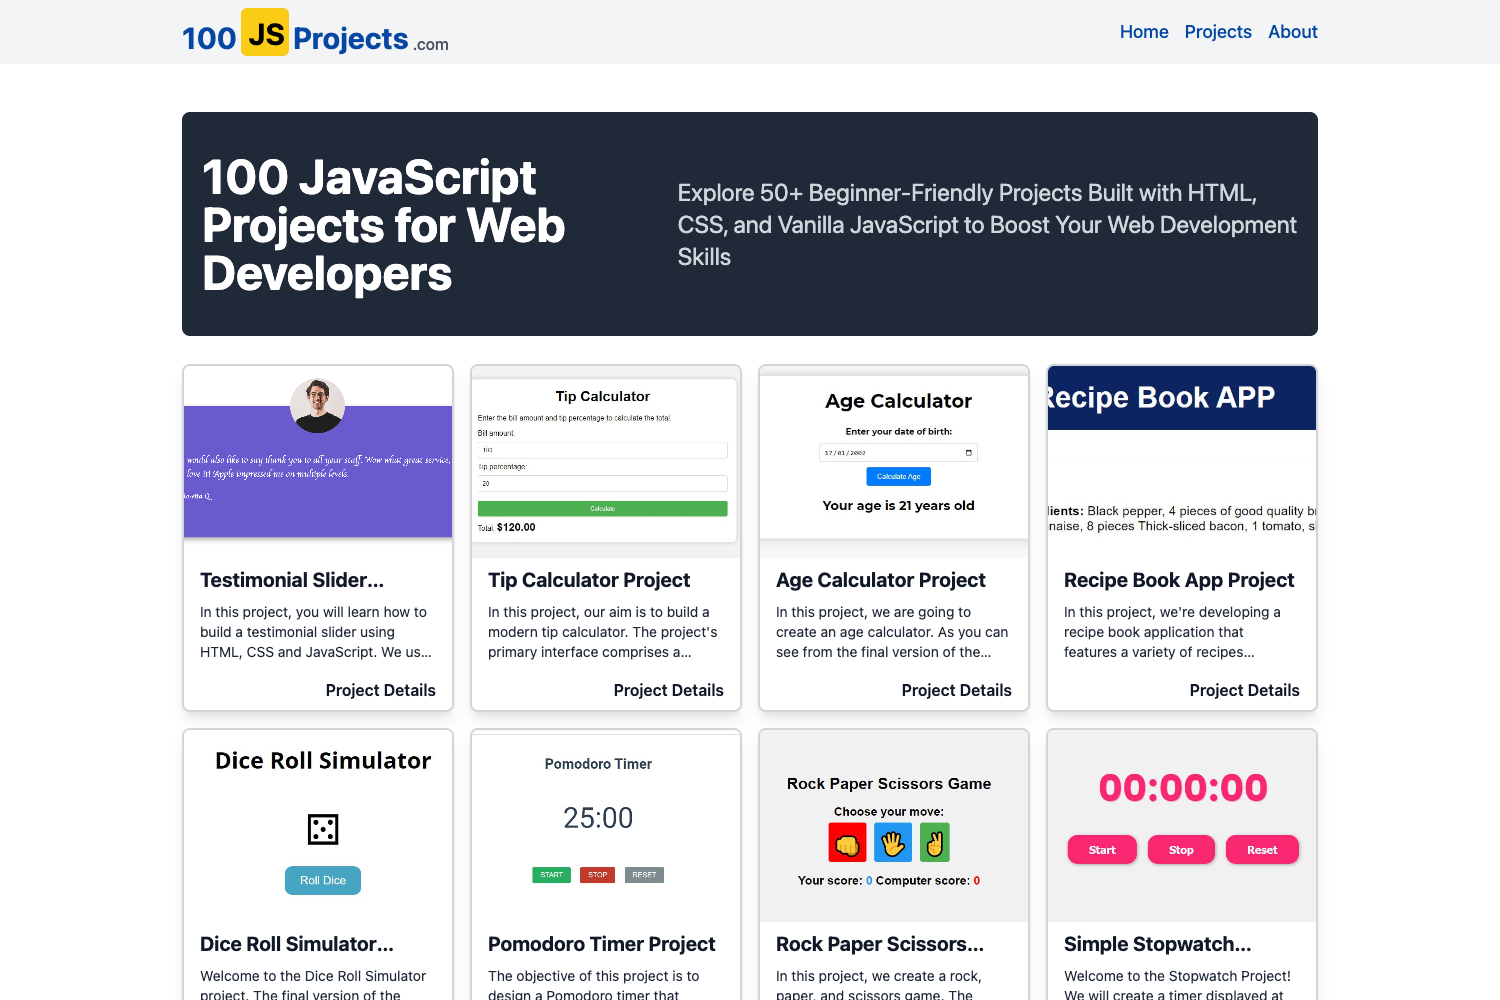 100 JS Projects .com
Home Projects About
100 JavaScript
Projects for Web
Developers
Explore 50+ Beginner-Friendly Projects Built with HTML,
CSS, and Vanilla JavaScript to Boost Your Web Development
Skills
would also like to say thank you to all your staff. Wow what great service,
love it! Apple impressed me on multiple levels.
Testimonial Slider...
In this project, you will learn how to
build a testimonial slider using
HTML, CSS and JavaScript. We us...
Project Details
Tip Calculator
Enter the bill amount and tip percentage to calculate the total.
Bill amount:
100
Tip percentage:
20
Calculate
Total: $120.00
Tip Calculator Project
In this project, our aim is to build a
modern tip calculator. The project's
primary interface comprises a...
Project Details
Age Calculator
Enter your date of birth:
17/01/2002
Calculate Age
Your age is 21 years old
Age Calculator Project
In this project, we are going to
create an age calculator. As you can
see from the final version of the...
Project Details
Recipe Book APP
dients: Black pepper, 4 pieces of good quality b
naise, 8 pieces Thick-sliced bacon, 1 tomato, s
Recipe Book App Project
In this project, we're developing a
recipe book application that
features a variety of recipes...
Project Details
Dice Roll Simulator
Roll Dice
Dice Roll Simulator...
Welcome to the Dice Roll Simulator
project. The final version of the
Pomodoro Timer
25:00
START STOP RESET
Pomodoro Timer Project
The objective of this project is to
design a Pomodoro timer that
Rock Paper Scissors Game
Choose your move:
Your score: 0 Computer score: 0
Rock Paper Scissors...
In this project, we create a rock,
paper, and scissors game. The
00:00:00
Start Stop Reset
Simple Stopwatch...
Welcome to the Stopwatch Project!
We will create a timer displayed at